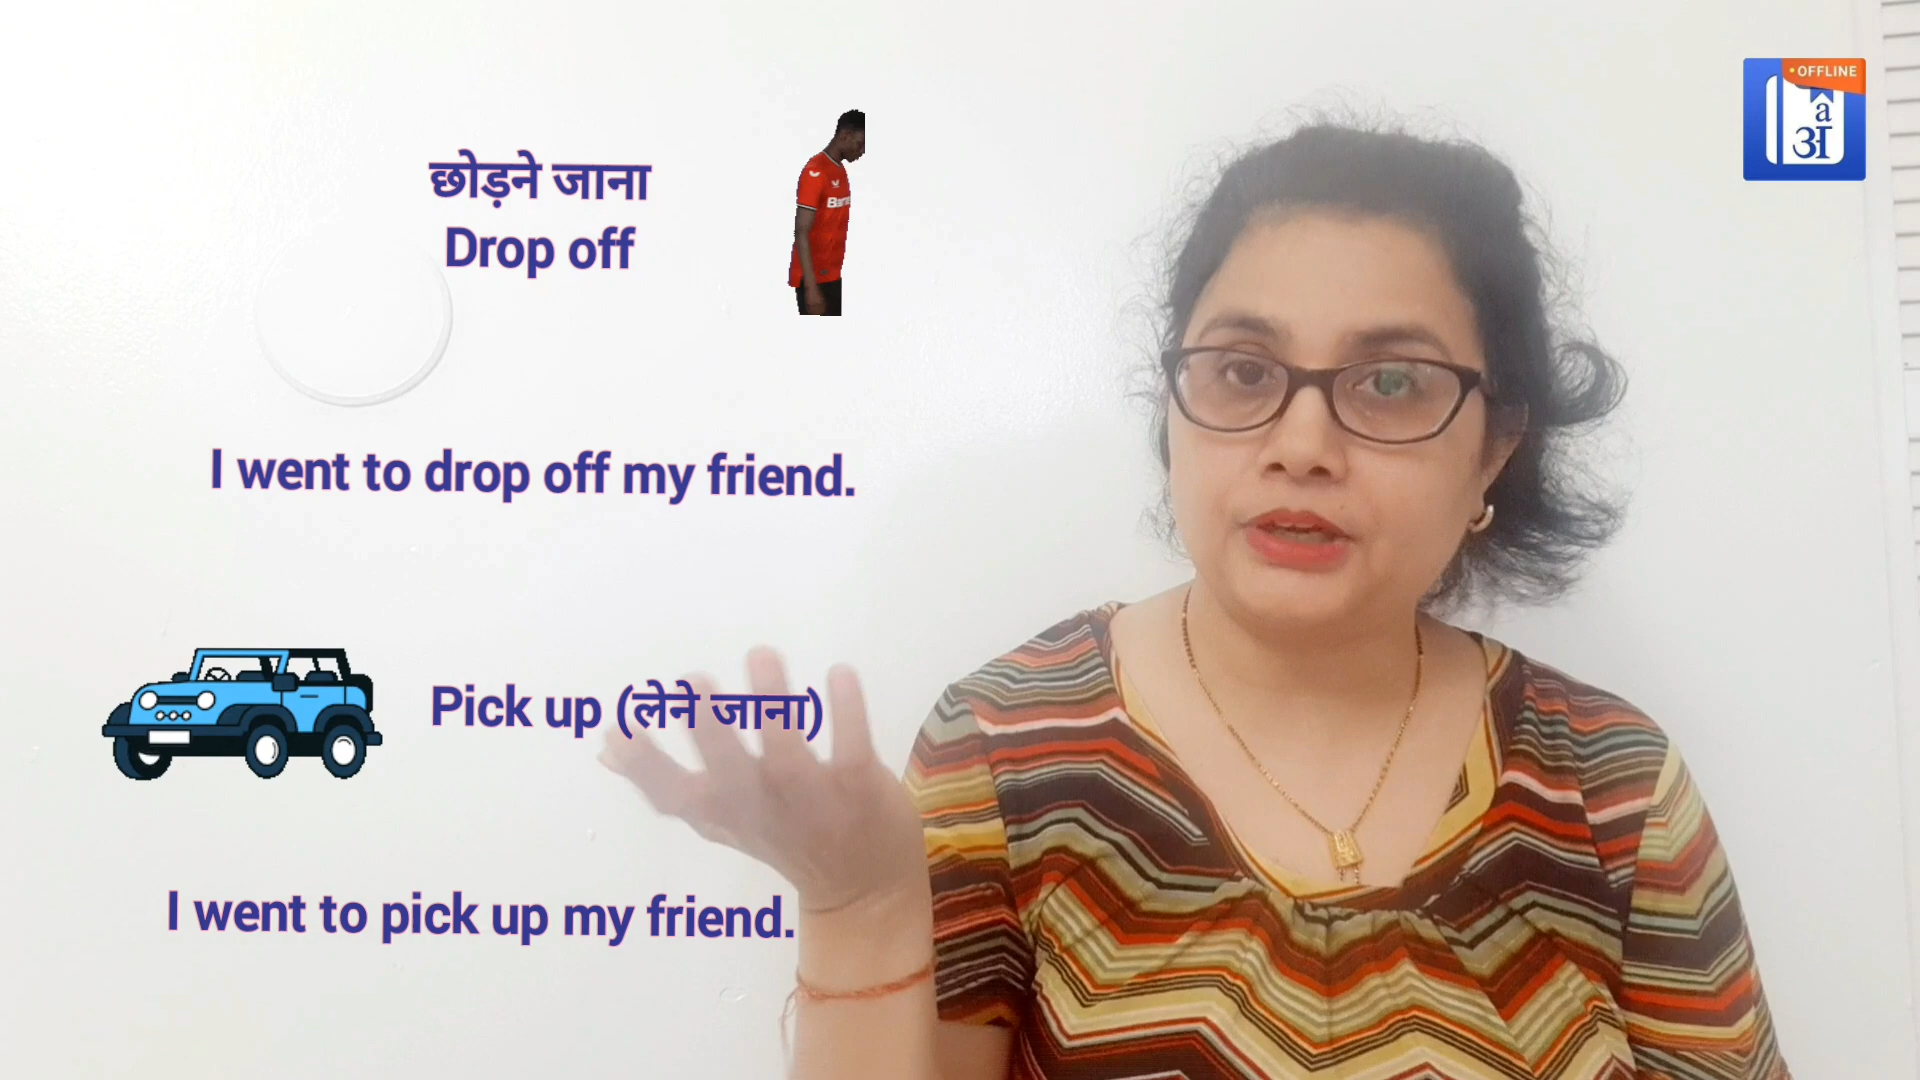 छोड़ने जाना
Drop off
I went to drop off my friend.
Pick up (लेने जाना)
I went to pick up my friend.
• OFFLINE
a
अ